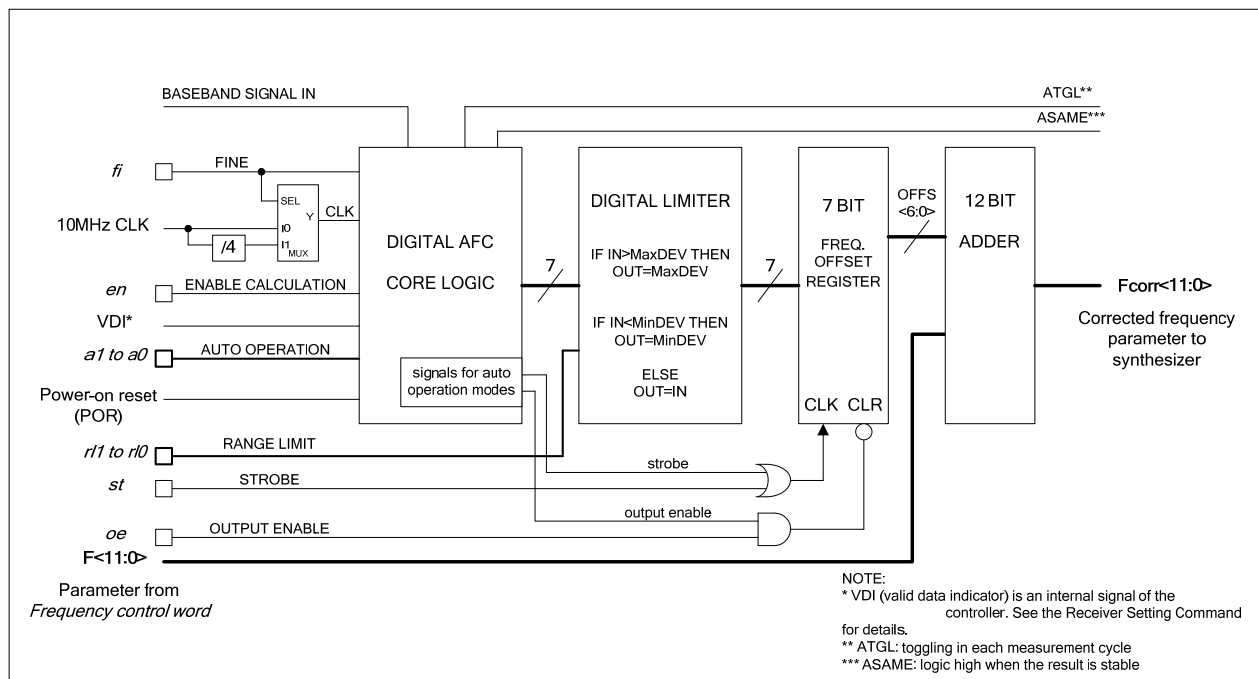 BASEBAND SIGNAL IN
ATGL**
ASAME***
fi
FINE
SEL
Y
I0
I1
MUX
CLK
10MHz CLK
/4
en
ENABLE CALCULATION
VDI*
a1 to a0
AUTO OPERATION
Power-on reset
(POR)
rl1 to rl0
RANGE LIMIT
st
STROBE
oe
OUTPUT ENABLE
F<11:0>
Parameter from
Frequency control word
DIGITAL AFC
CORE LOGIC
signals for auto
operation modes
7
DIGITAL LIMITER
IF IN>MaxDEV THEN
OUT=MaxDEV
IF IN<MinDEV THEN
OUT=MinDEV
ELSE
OUT=IN
7
7 BIT
FREQ.
OFFSET
REGISTER
CLK CLR
strobe
output enable
OFFS
<6:0>
12 BIT
ADDER
Fcorr<11:0>
Corrected frequency
parameter to
synthesizer
NOTE:
* VDI (valid data indicator) is an internal signal of the
controller. See the Receiver Setting Command
for details.
** ATGL: toggling in each measurement cycle
*** ASAME: logic high when the result is stable